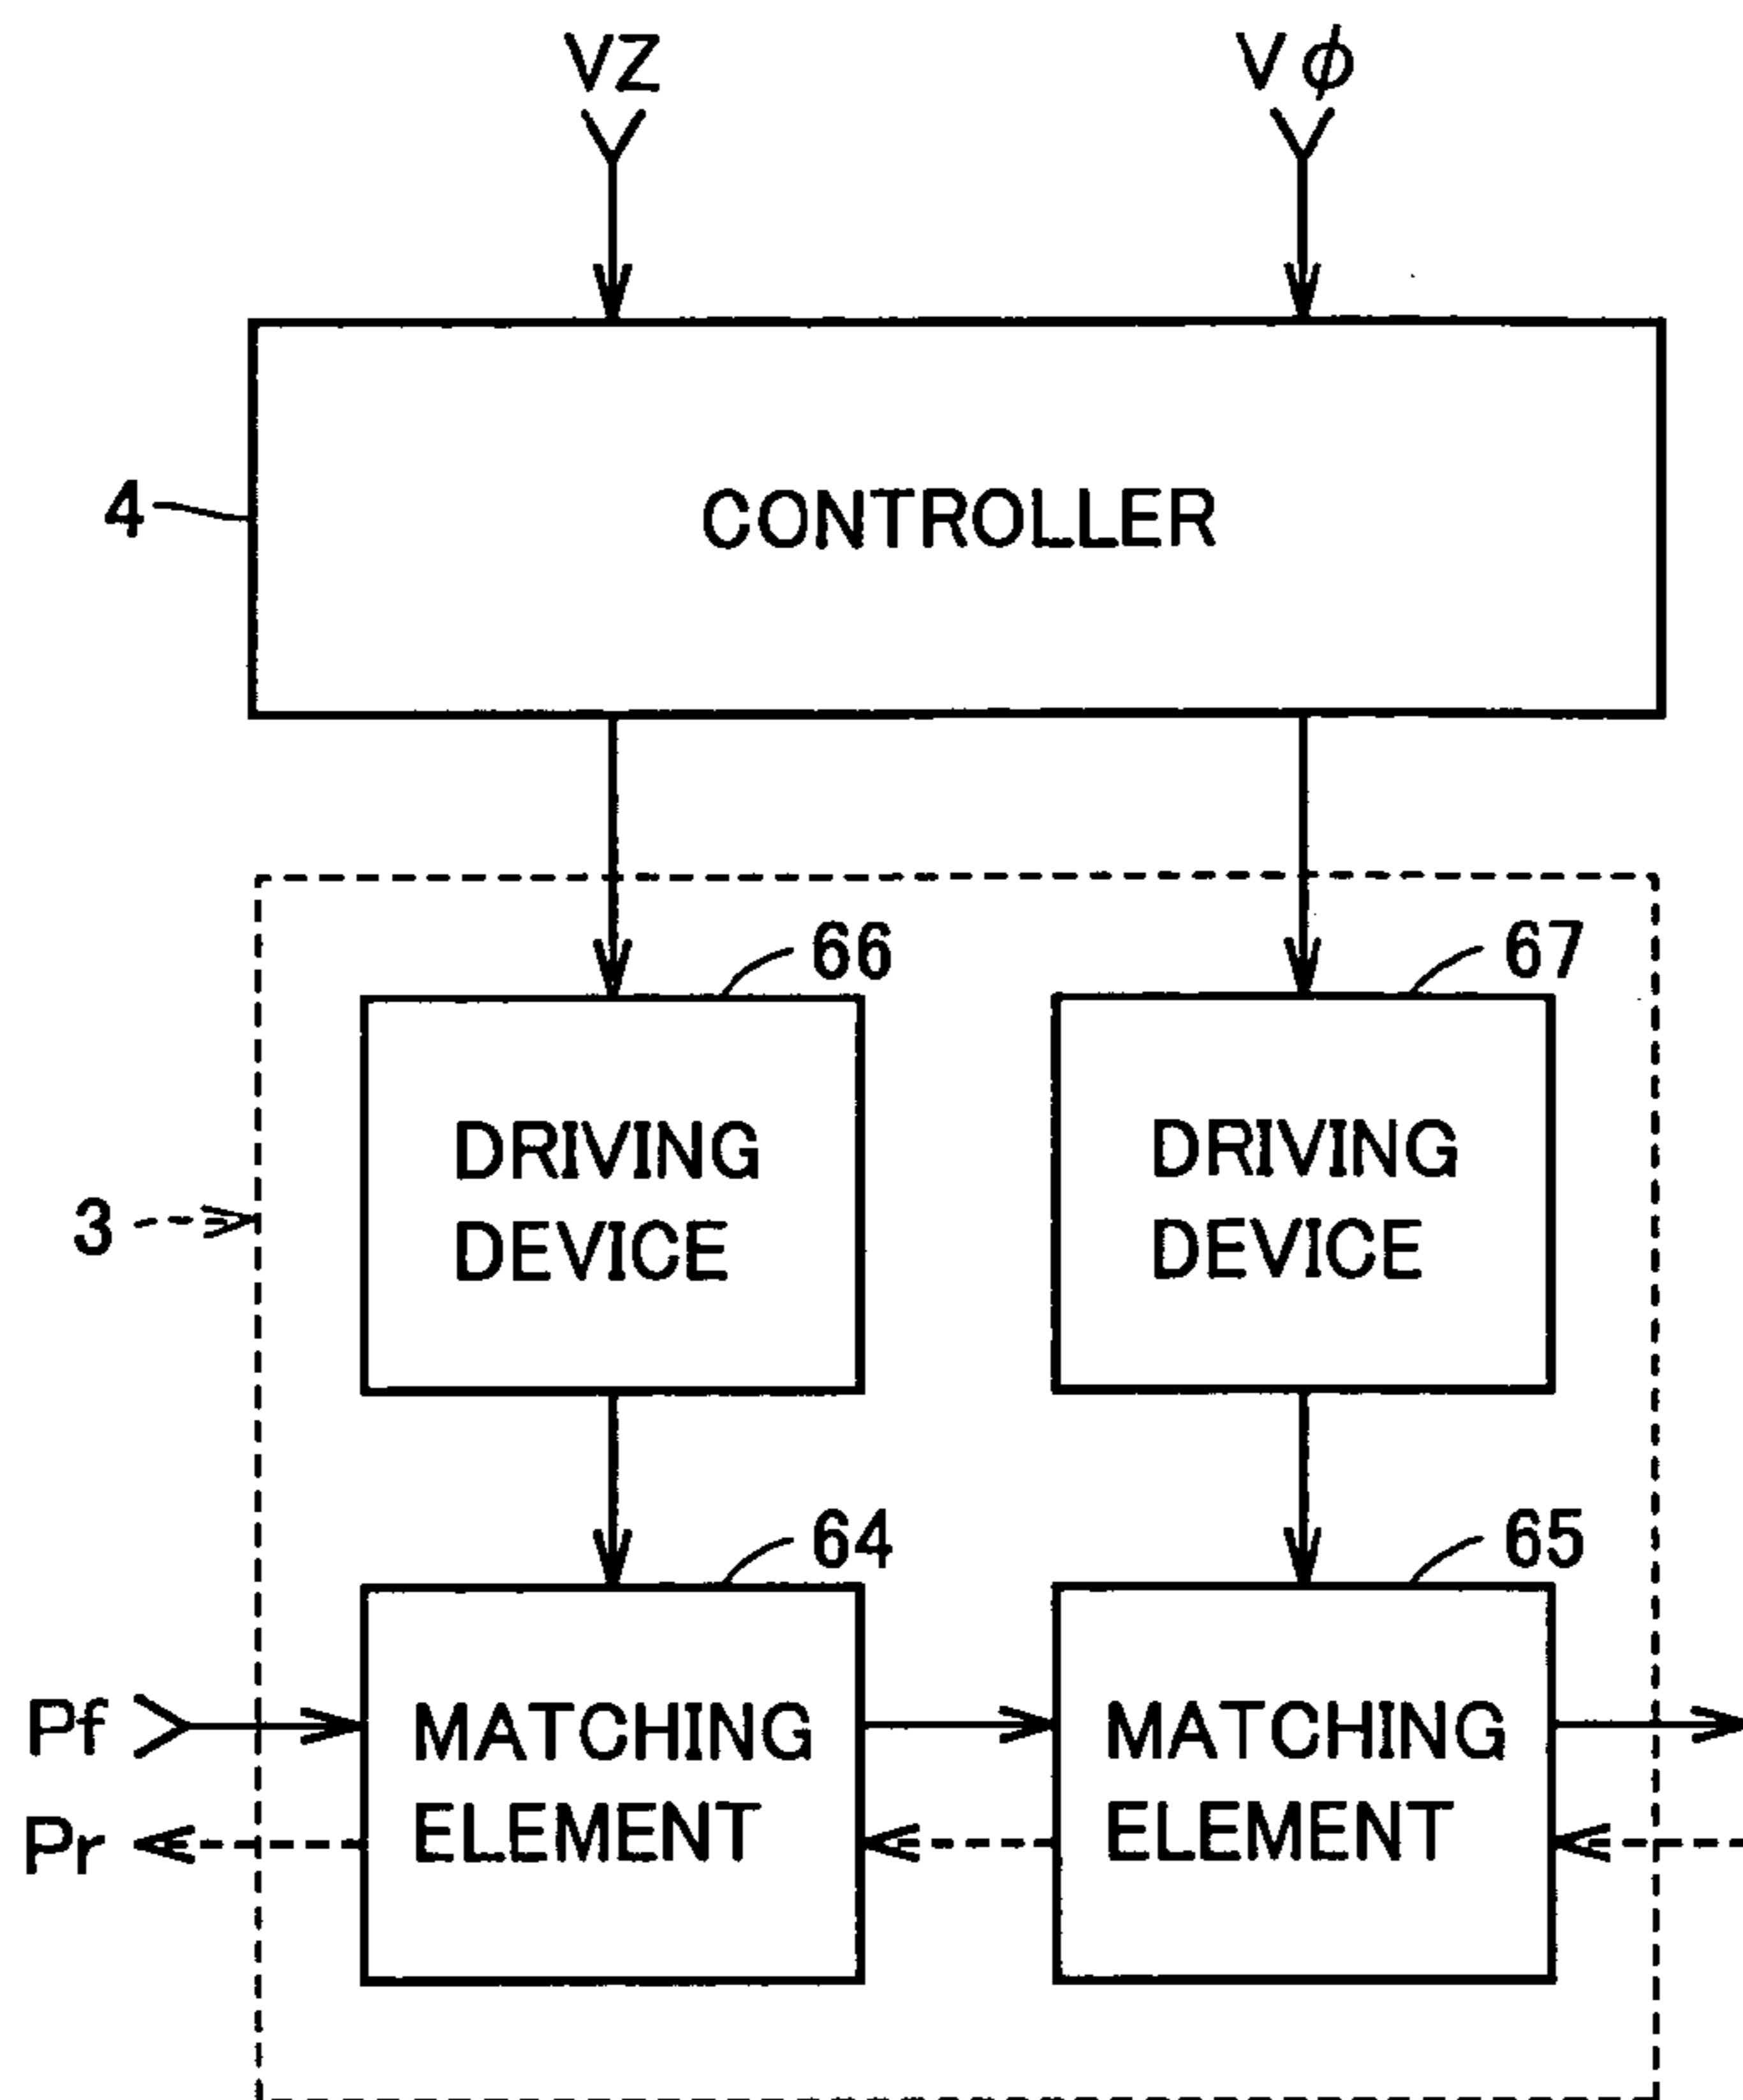 VZ
Vϕ
4
CONTROLLER
66
67
DRIVING
DEVICE
DRIVING
DEVICE
3
64
65
Pf
MATCHING
ELEMENT
MATCHING
ELEMENT
Pr